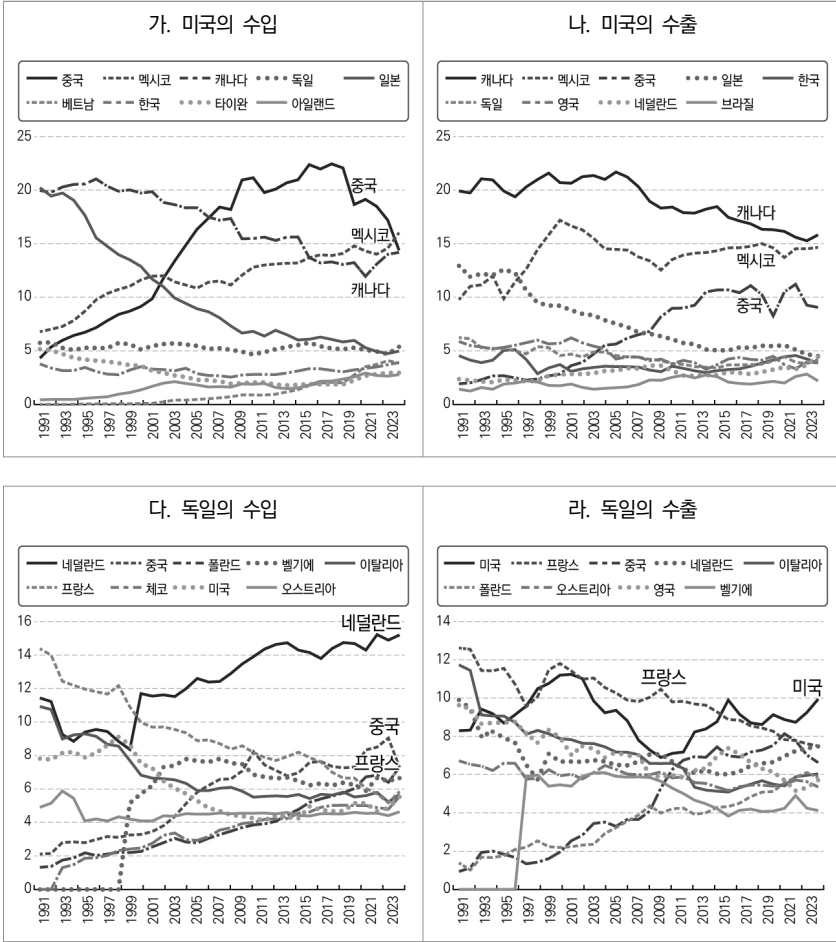 가. 미국의 수입
중국 멕시코 캐나다 독일 일본
베트남 한국 타이완 아일랜드
25
20
15
10
5
0
중국
멕시코
캐나다
1991 1993 1995 1997 1999 2001 2003 2005 2007 2009 2011 2013 2015 2017 2019 2021 2023
나. 미국의 수출
캐나다 멕시코 중국 일본 한국
독일 영국 네덜란드 브라질
25
20
15
10
5
0
캐나다
멕시코
중국
1991 1993 1995 1997 1999 2001 2003 2005 2007 2009 2011 2013 2015 2017 2019 2021 2023
다. 독일의 수입
네덜란드 중국 폴란드 벨기에 이탈리아
프랑스 체코 미국 오스트리아
16
14
12
10
8
6
4
2
0
네덜란드
중국
프랑스
1991 1993 1995 1997 1999 2001 2003 2005 2007 2009 2011 2013 2015 2017 2019 2021 2023
라. 독일의 수출
미국 프랑스 중국 네덜란드 이탈리아
폴란드 오스트리아 영국 벨기에
14
12
10
8
6
4
2
0
프랑스
미국
1991 1993 1995 1997 1999 2001 2003 2005 2007 2009 2011 2013 2015 2017 2019 2021 2023